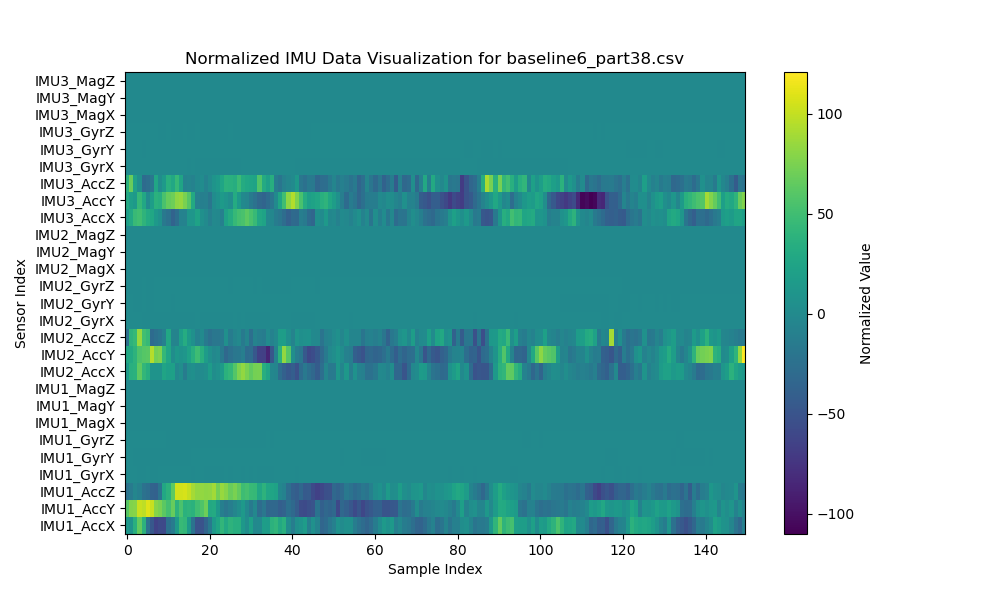 Normalized IMU Data Visualization for baseline6_part38.csv
IMU3_MagZ
IMU3_MagY
IMU3_MagX
IMU3_GyrZ
IMU3_GyrY
IMU3_GyrX
IMU3_AccZ
IMU3_AccY
IMU3_AccX
IMU2_MagZ
IMU2_MagY
IMU2_MagX
IMU2_GyrZ
IMU2_GyrY
IMU2_GyrX
IMU2_AccZ
IMU2_AccY
IMU2_AccX
IMU1_MagZ
IMU1_MagY
IMU1_MagX
IMU1_GyrZ
IMU1_GyrY
IMU1_GyrX
IMU1_AccZ
IMU1_AccY
IMU1_AccX
Sensor Index
0 20 40 60 80 100 120 140
Sample Index
100
50
0
−50
−100
Normalized Value